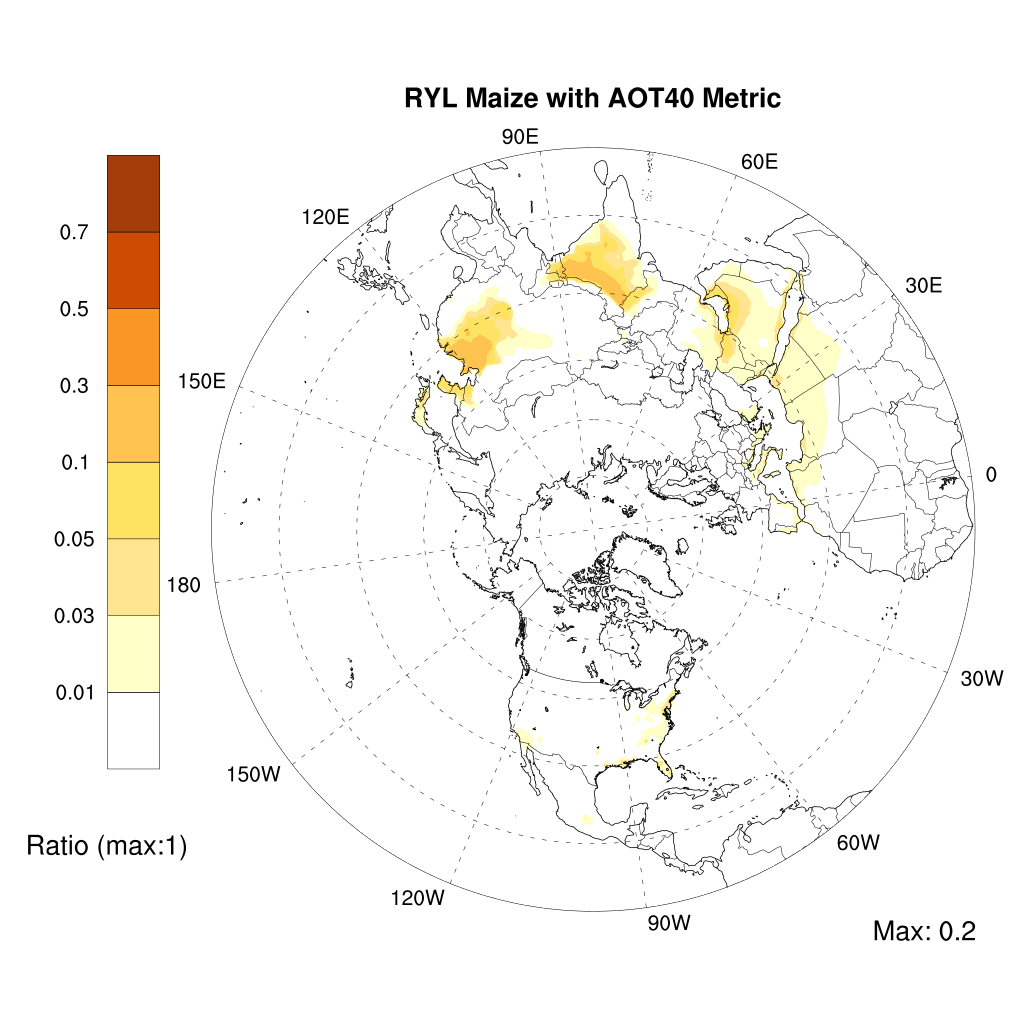 RYL Maize with AOT40 Metric
90E
60E
120E
30E
150E
0
180
30W
150W
60W
120W
90W
0.7
0.5
0.3
0.1
0.05
0.03
0.01
Ratio (max:1)
Max: 0.2